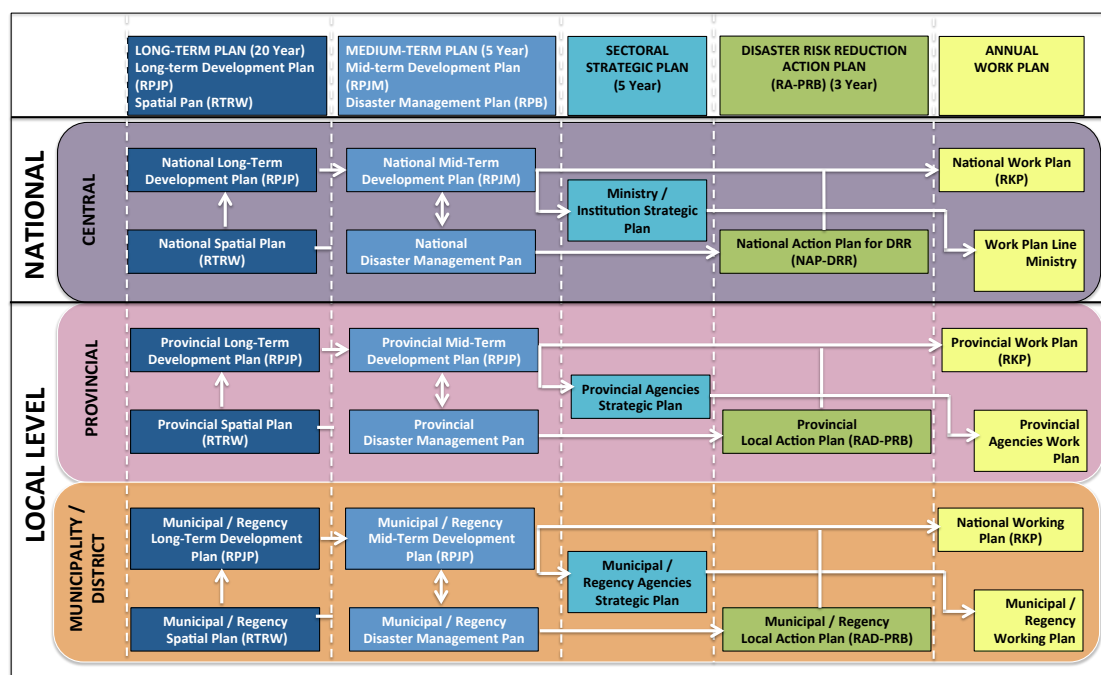 LONG-TERM PLAN (20 Year)
Long-term Development Plan
(RPJP)
Spatial Pan (RTRW)
MEDIUM-TERM PLAN (5 Year)
Mid-term Development Plan
(RPJM)
Disaster Management Plan (RPB)
SECTORAL
STRATEGIC PLAN
(5 Year)
DISASTER RISK REDUCTION
ACTION PLAN
(RA-PRB) (3 Year)
ANNUAL
WORK PLAN
NATIONAL
CENTRAL
National Long-Term
Development Plan (RPJP)
National Mid-Term
Development Plan (RPJM)
National Work Plan
(RKP)
Ministry /
Institution Strategic
Plan
National Spatial Plan
(RTRW)
National
Disaster Management Pan
National Action Plan for DRR
(NAP-DRR)
Work Plan Line
Ministry
LOCAL LEVEL
PROVINCIAL
Provincial Long-Term
Development Plan (RPJP)
Provincial Mid-Term
Development Plan (RPJP)
Provincial Work Plan
(RKP)
Provincial Agencies
Strategic Plan
Provincial Spatial Plan
(RTRW)
Provincial
Disaster Management Pan
Provincial
Local Action Plan (RAD-PRB)
Provincial
Agencies Work
Plan
MUNICIPALITY /
DISTRICT
Municipal / Regency
Long-Term Development
Plan (RPJP)
Municipal / Regency
Mid-Term Development
Plan (RPJP)
National Working
Plan (RKP)
Municipal /
Regency Agencies
Strategic Plan
Municipal / Regency
Spatial Plan (RTRW)
Municipal / Regency
Disaster Management Pan
Municipal / Regency
Local Action Plan (RAD-PRB)
Municipal /
Regency
Working Plan